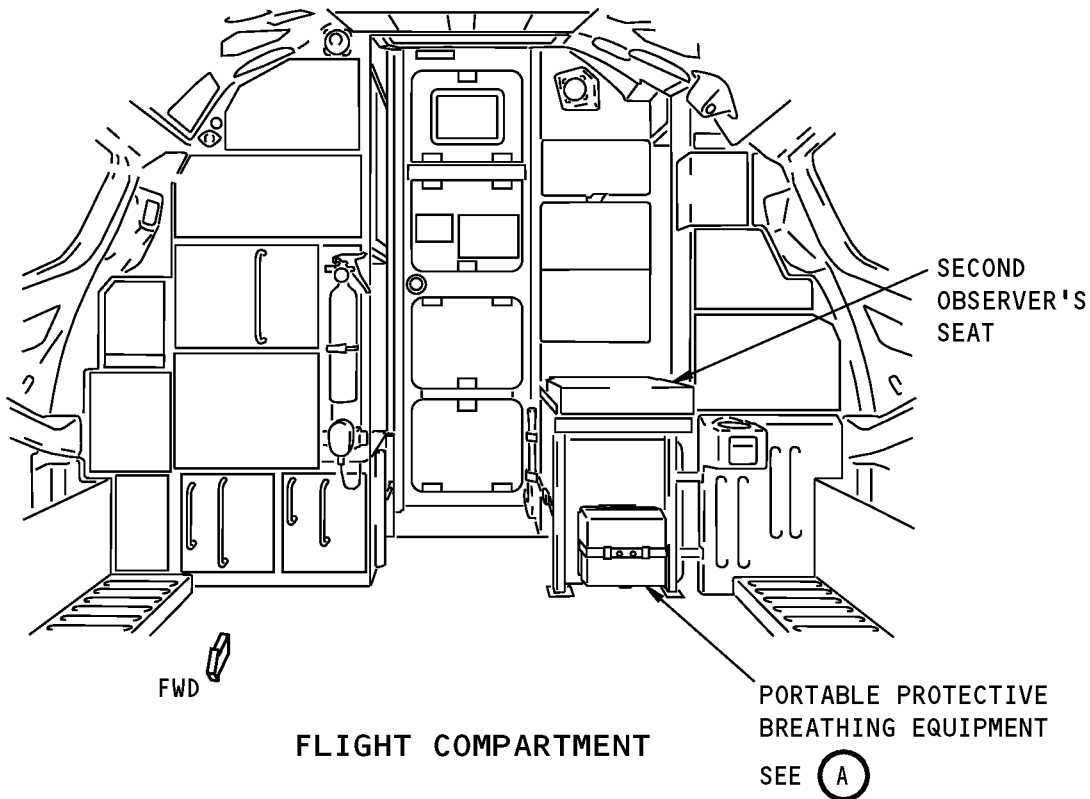 SECOND
OBSERVER'S
SEAT
FWD
PORTABLE PROTECTIVE
BREATHING EQUIPMENT
SEE A
FLIGHT COMPARTMENT